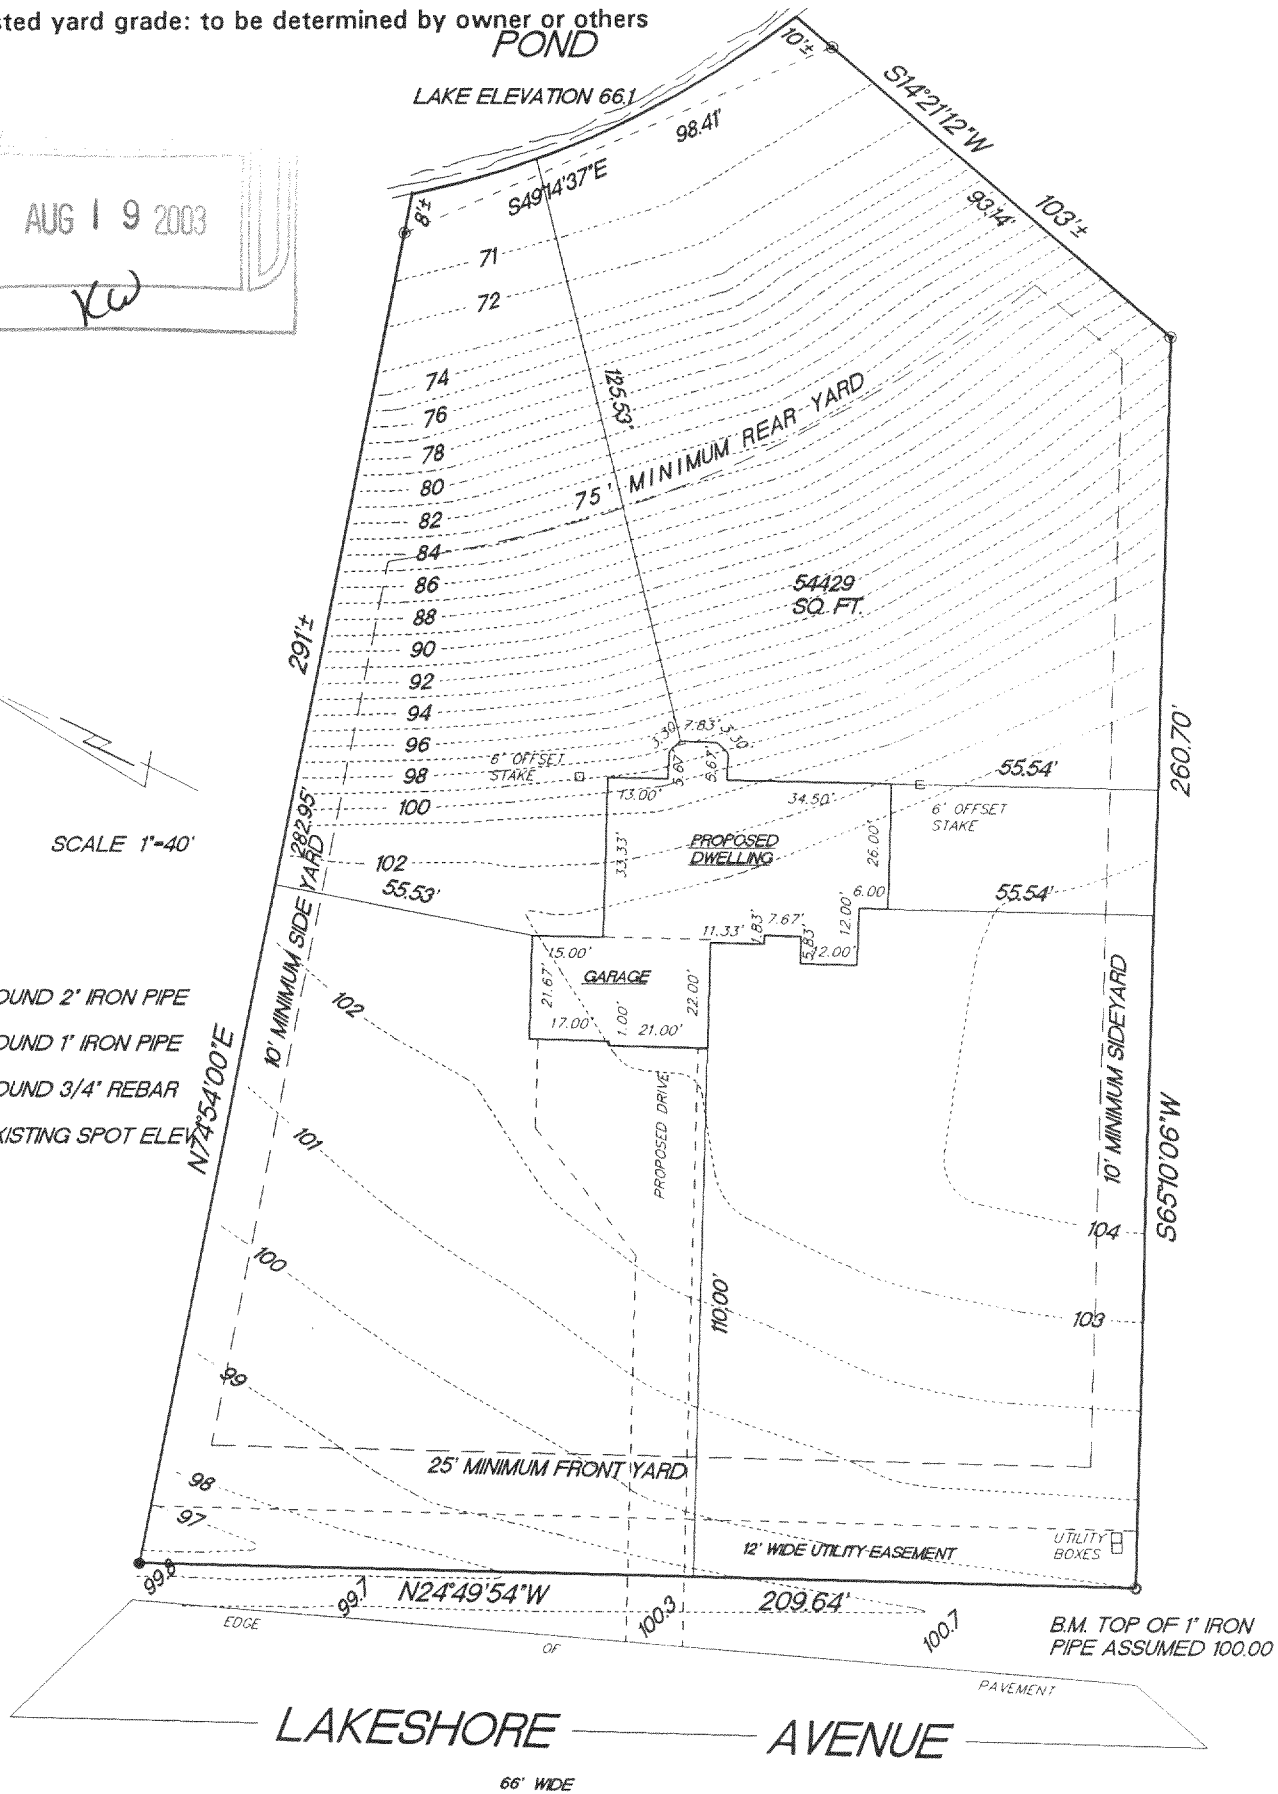 sted yard grade: to be determined by owner or others
POND
LAKE ELEVATION 66.1
10'±
S14°21'12"W
98.41'
S49°14'37"E
8'±
93.14'
103'±
AUG 19 2003
KW
71
72
74
76
78
80
82
84
86
88
90
92
94
96
98
100
102
125.53'
75' MINIMUM REAR YARD
54429
SQ. FT.
291'±
282.95'
260.70'
SCALE 1"=40'
6' OFFSET
STAKE
3.30'
7.83'
3.30'
5.67'
5.67'
13.00'
34.50'
55.54'
6' OFFSET
STAKE
PROPOSED
DWELLING
33.33'
26.00'
6.00'
55.53'
55.54'
11.33'
1.83'
7.67'
5.83'
12.00'
12.00'
15.00'
GARAGE
21.67'
22.00'
17.00'
1.00'
21.00'
10' MINIMUM SIDE YARD
10' MINIMUM SIDEYARD
OUND 2" IRON PIPE
OUND 1" IRON PIPE
OUND 3/4" REBAR
XISTING SPOT ELEV.
N74°54'00"E
S65°10'06"W
PROPOSED DRIVE
102
101
100
99
98
97
104
103
110.00'
25' MINIMUM FRONT YARD
12' WIDE UTILITY EASEMENT
UTILITY
BOXES
99.8
99.7
N24°49'54"W
100.3
209.64'
100.7
B.M. TOP OF 1" IRON
PIPE ASSUMED 100.00
EDGE
OF
PAVEMENT
LAKESHORE AVENUE
66' WIDE